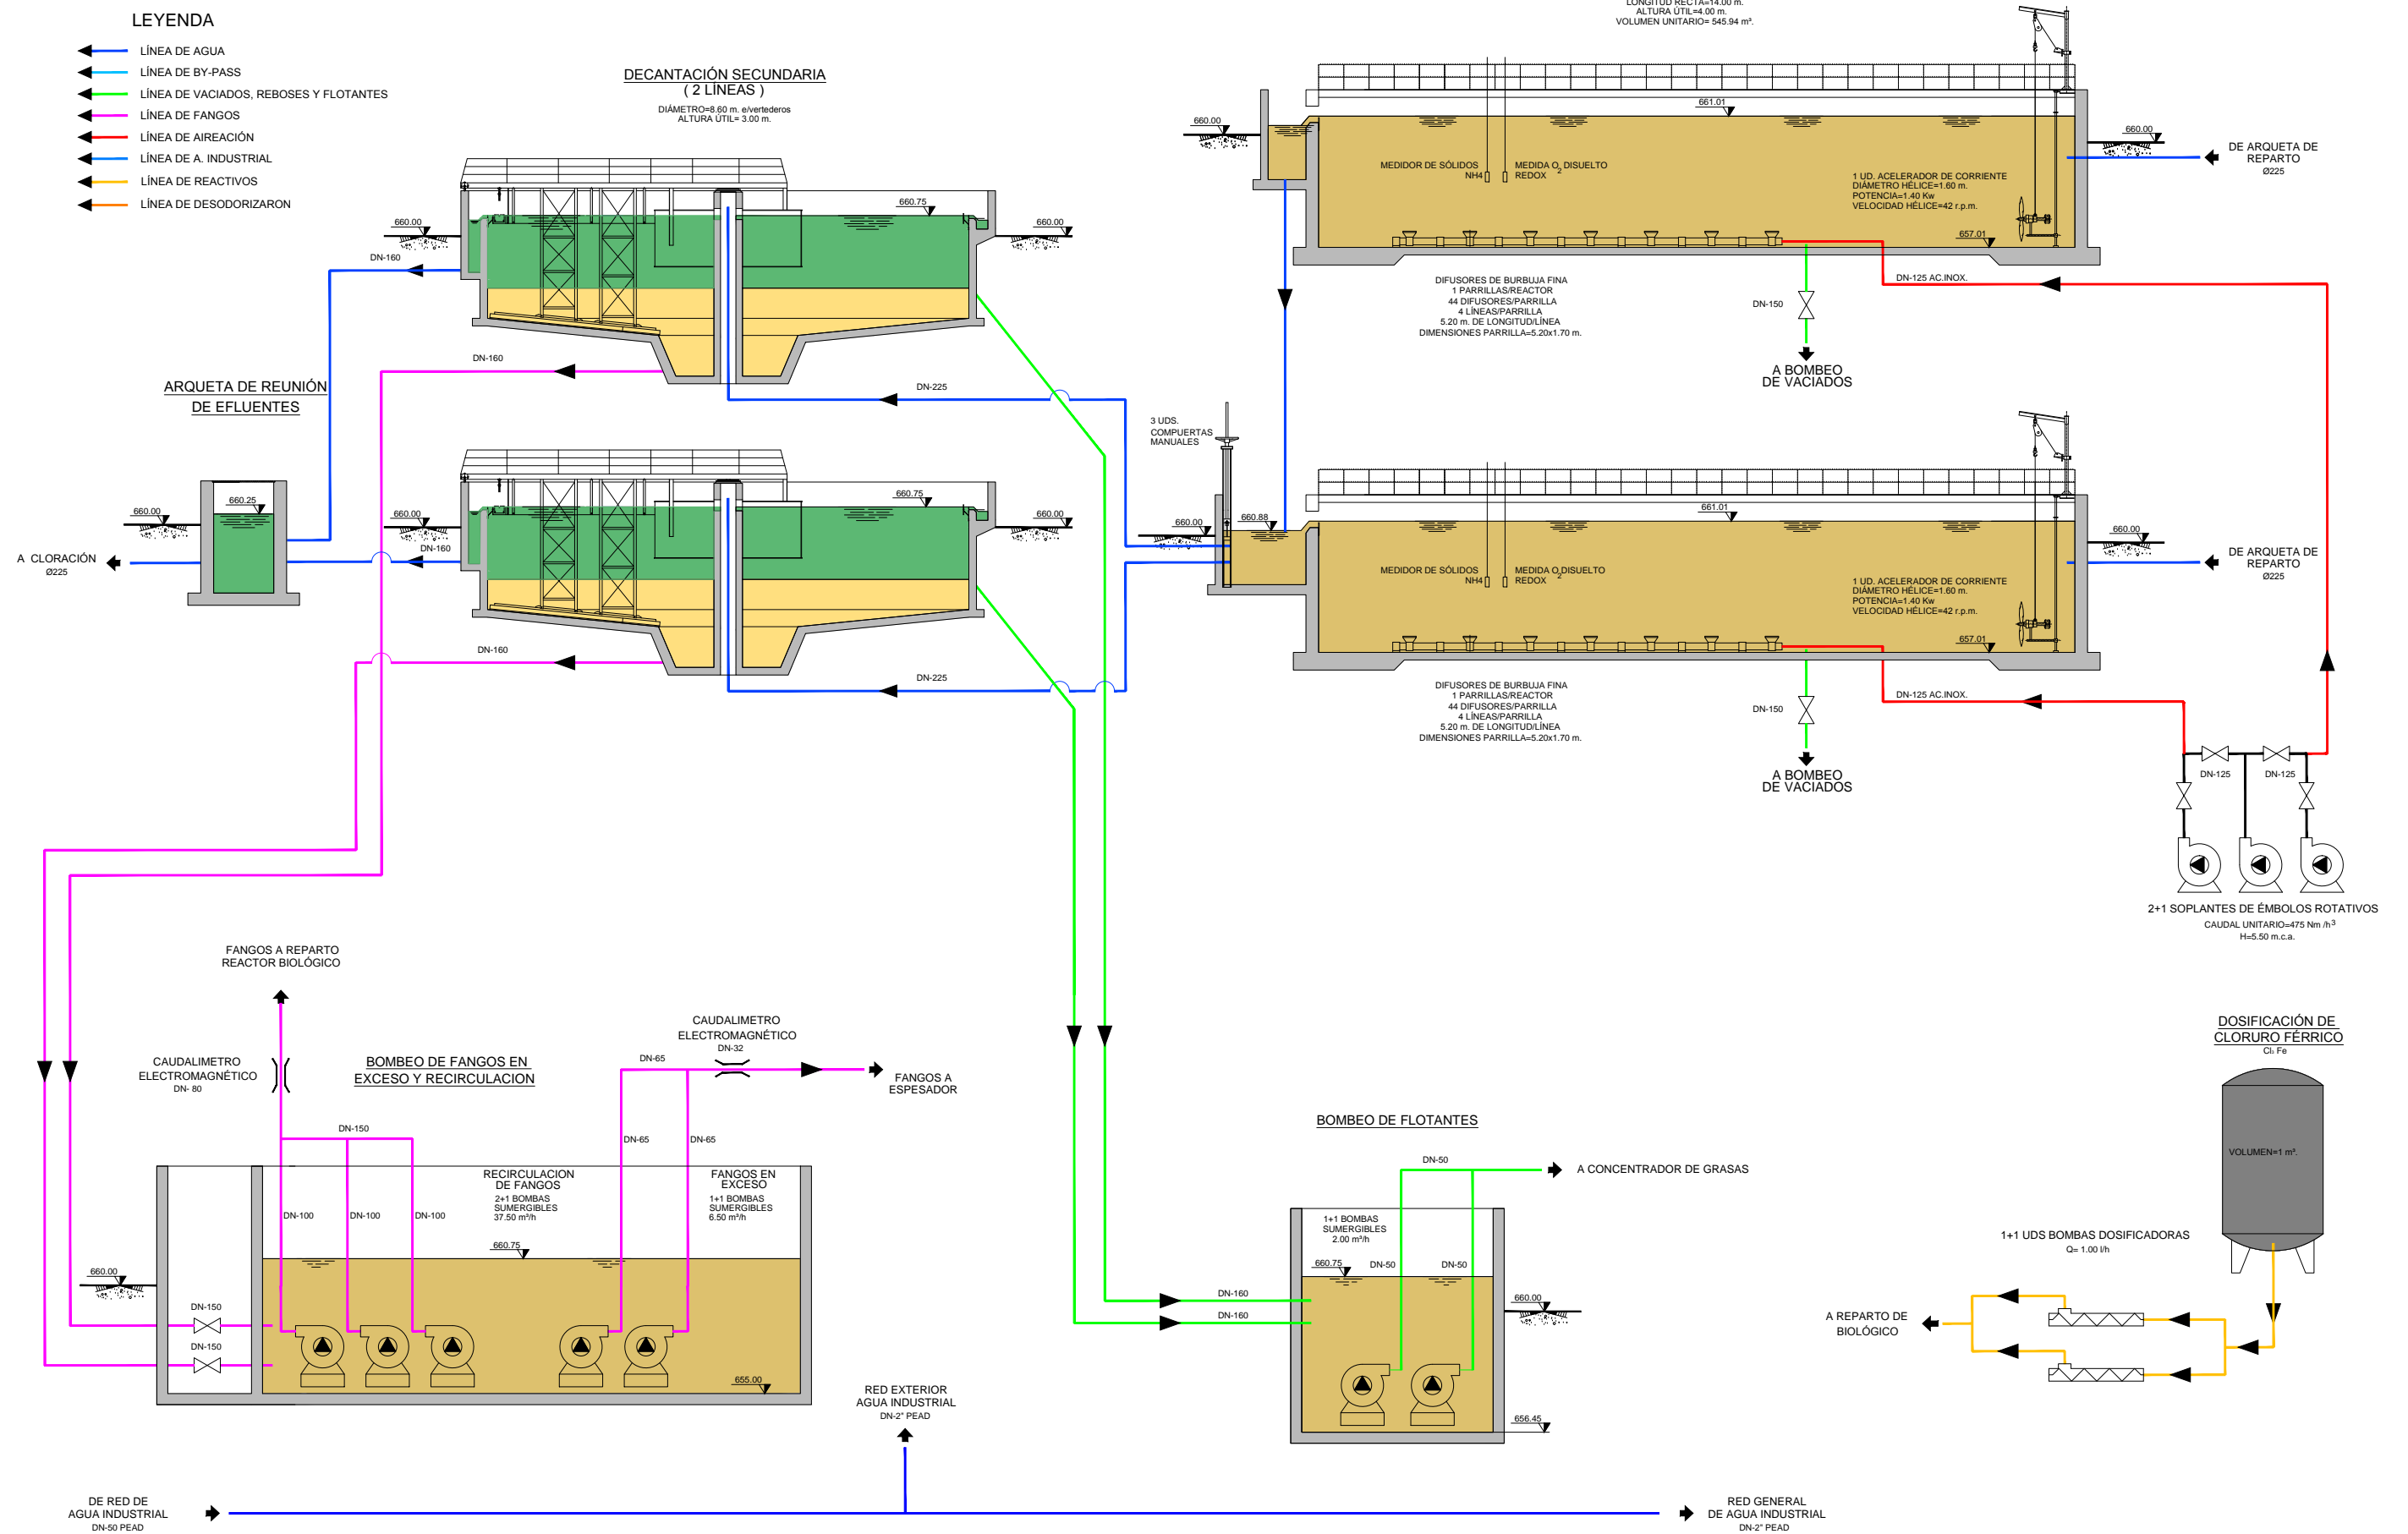 LEYENDA
LÍNEA DE AGUA
LÍNEA DE BY-PASS
LÍNEA DE VACIADOS, REBOSES Y FLOTANTES
LÍNEA DE FANGOS
LÍNEA DE AIREACIÓN
LÍNEA DE A. INDUSTRIAL
LÍNEA DE REACTIVOS
LÍNEA DE DESODORIZARON
DECANTACIÓN SECUNDARIA
( 2 LÍNEAS )
DIÁMETRO=8.60 m. e/vertederos
ALTURA ÚTIL= 3.00 m.
660.00
660.75
660.00
DN-160
DN-160
DN-225
LONGITUD RECTA=14.00 m.
ALTURA ÚTIL=4.00 m.
VOLUMEN UNITARIO= 545.94 m³.
660.00
661.01
660.00
MEDIDOR DE SÓLIDOS
NH4
MEDIDA O2 DISUELTO
REDOX
1 UD. ACELERADOR DE CORRIENTE
DIÁMETRO HÉLICE=1.60 m.
POTENCIA=1.40 Kw
VELOCIDAD HÉLICE=42 r.p.m.
657.01
DE ARQUETA DE
REPARTO
Ø225
DIFUSORES DE BURBUJA FINA
1 PARRILLAS/REACTOR
44 DIFUSORES/PARRILLA
4 LÍNEAS/PARRILLA
5.20 m. DE LONGITUD/LÍNEA
DIMENSIONES PARRILLA=5.20x1.70 m.
DN-150
DN-125 AC.INOX.
A BOMBEO
DE VACIADOS
ARQUETA DE REUNIÓN
DE EFLUENTES
660.00
660.25
A CLORACIÓN
Ø225
660.00
660.75
660.00
DN-160
DN-160
DN-225
3 UDS.
COMPUERTAS
MANUALES
660.00
660.88
661.01
660.00
MEDIDOR DE SÓLIDOS
NH4
MEDIDA O2 DISUELTO
REDOX
1 UD. ACELERADOR DE CORRIENTE
DIÁMETRO HÉLICE=1.60 m.
POTENCIA=1.40 Kw
VELOCIDAD HÉLICE=42 r.p.m.
657.01
DE ARQUETA DE
REPARTO
Ø225
DIFUSORES DE BURBUJA FINA
1 PARRILLAS/REACTOR
44 DIFUSORES/PARRILLA
4 LÍNEAS/PARRILLA
5.20 m. DE LONGITUD/LÍNEA
DIMENSIONES PARRILLA=5.20x1.70 m.
DN-150
DN-125 AC.INOX.
A BOMBEO
DE VACIADOS
DN-125
DN-125
2+1 SOPLANTES DE ÉMBOLOS ROTATIVOS
CAUDAL UNITARIO=475 Nm /h3
H=5.50 m.c.a.
FANGOS A REPARTO
REACTOR BIOLÓGICO
CAUDALIMETRO
ELECTROMAGNÉTICO
DN- 80
BOMBEO DE FANGOS EN
EXCESO Y RECIRCULACION
CAUDALIMETRO
ELECTROMAGNÉTICO
DN-32
DN-65
FANGOS A
ESPESADOR
DN-150
DN-65
DN-65
DN-100
DN-100
DN-100
RECIRCULACION
DE FANGOS
2+1 BOMBAS
SUMERGIBLES
37.50 m³/h
FANGOS EN
EXCESO
1+1 BOMBAS
SUMERGIBLES
6.50 m³/h
660.75
660.00
DN-150
DN-150
655.00
BOMBEO DE FLOTANTES
DN-50
A CONCENTRADOR DE GRASAS
1+1 BOMBAS
SUMERGIBLES
2.00 m³/h
660.75
DN-50
DN-50
DN-160
DN-160
660.00
656.45
DOSIFICACIÓN DE
CLORURO FÉRRICO
Cl3 Fe
VOLUMEN=1 m³.
1+1 UDS BOMBAS DOSIFICADORAS
Q= 1.00 l/h
A REPARTO DE
BIOLÓGICO
RED EXTERIOR
AGUA INDUSTRIAL
DN-2" PEAD
DE RED DE
AGUA INDUSTRIAL
DN-50 PEAD
RED GENERAL
DE AGUA INDUSTRIAL
DN-2" PEAD